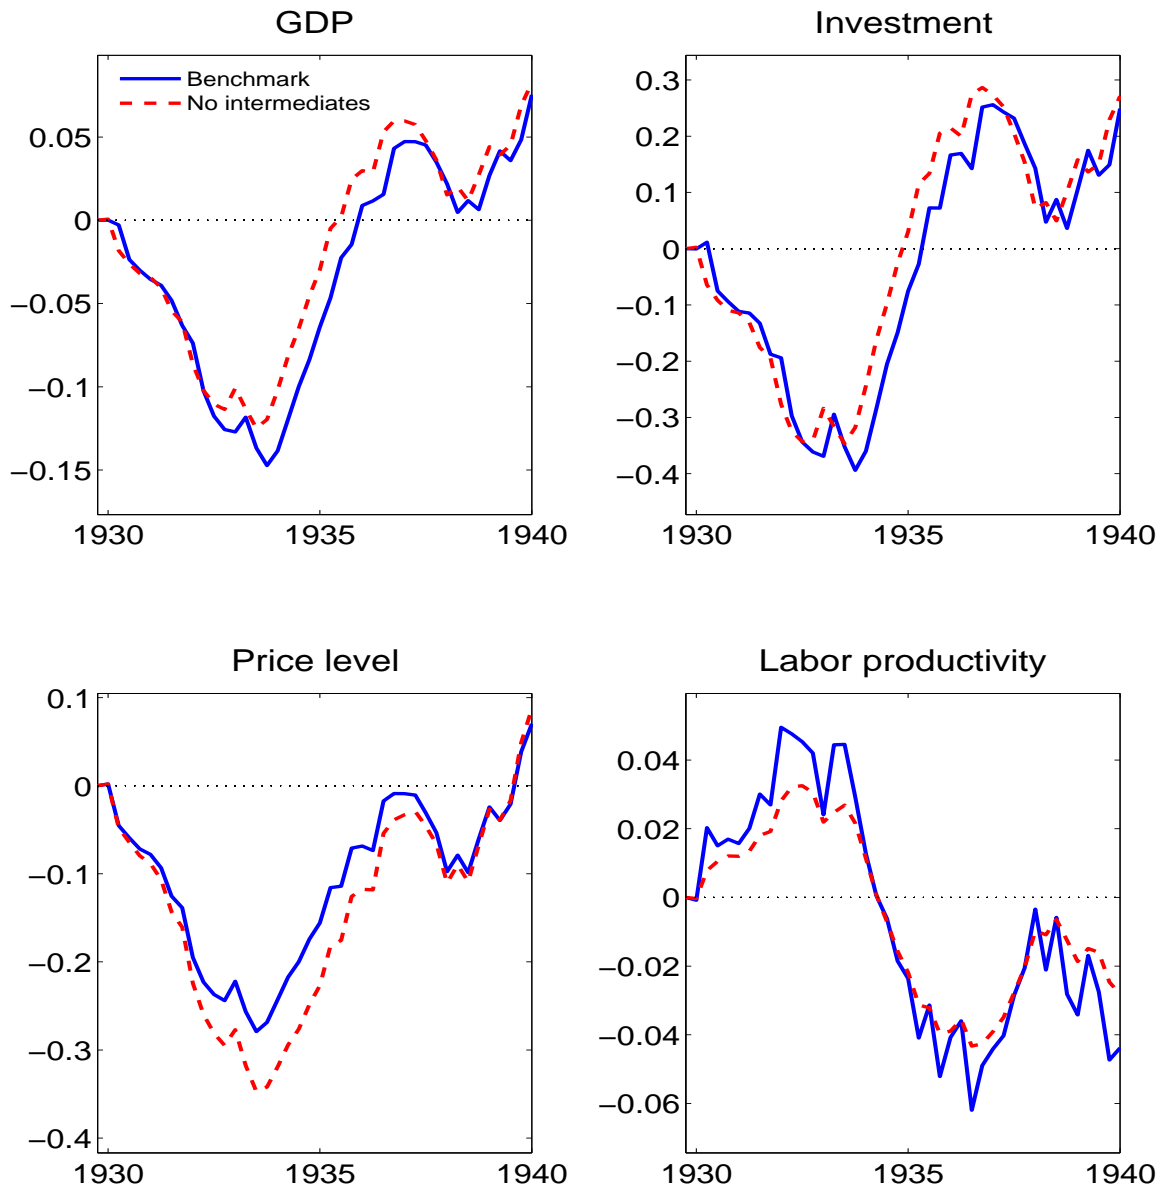 GDP
Benchmark
No intermediates
0.05
0
−0.05
−0.1
−0.15
1930 1935 1940
Investment
0.3
0.2
0.1
0
−0.1
−0.2
−0.3
−0.4
1930 1935 1940
Price level
0.1
0
−0.1
−0.2
−0.3
−0.4
1930 1935 1940
Labor productivity
0.04
0.02
0
−0.02
−0.04
−0.06
1930 1935 1940